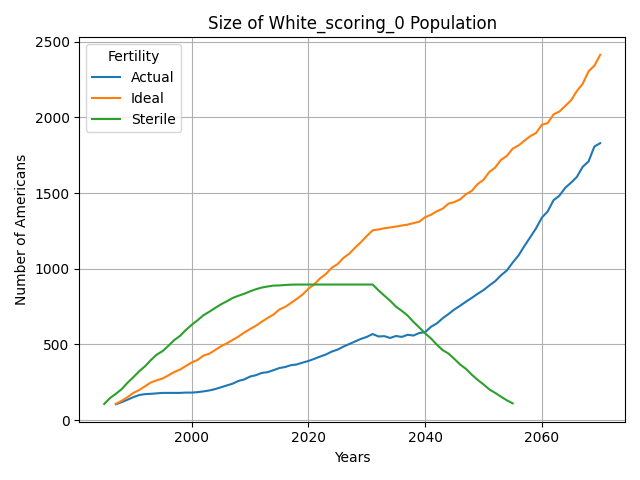 Size of White_scoring_0 Population
Fertility
Actual
Ideal
Sterile
Number of Americans
2500
2000
1500
1000
500
0
2000
2020
2040
2060
Years